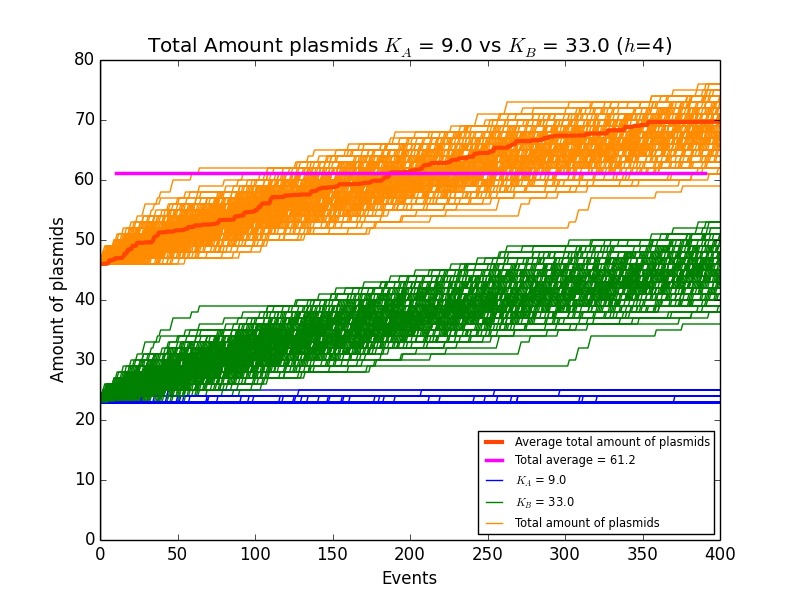 Total Amount plasmids K_A = 9.0 vs K_B = 33.0 (h=4)
80
70
60
50
40
30
20
10
0
Amount of plasmids
Average total amount of plasmids
Total average = 61.2
K_A = 9.0
K_B = 33.0
Total amount of plasmids
0 50 100 150 200 250 300 350 400
Events